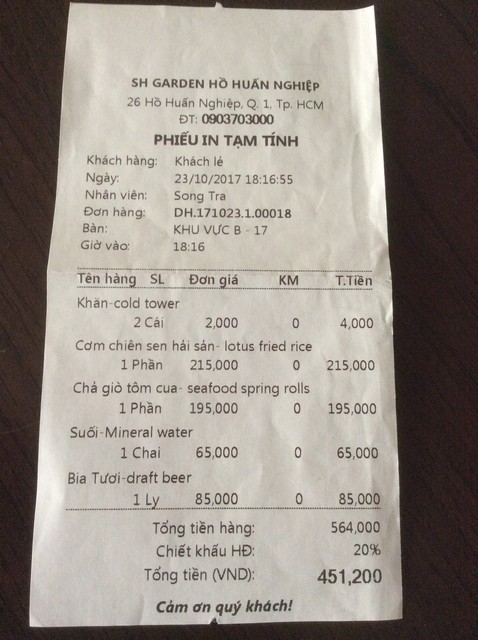 SH GARDEN HỒ HUẤN NGHIỆP
26 Hồ Huấn Nghiệp, Q. 1, Tp. HCM
ĐT: 0903703000
PHIẾU IN TẠM TÍNH
Khách hàng: Khách lẻ
Ngày: 23/10/2017 18:16:55
Nhân viên: Song Tra
Đơn hàng: DH.171023.1.00018
Bàn: KHU VỰC B - 17
Giờ vào: 18:16
Tên hàng SL Đơn giá KM T.Tiền
Khăn-cold tower
2 Cái 2,000 0 4,000
Cơm chiên sen hải sản- lotus fried rice
1 Phần 215,000 0 215,000
Chả giò tôm cua- seafood spring rolls
1 Phần 195,000 0 195,000
Suối-Mineral water
1 Chai 65,000 0 65,000
Bia Tươi-draft beer
1 Ly 85,000 0 85,000
Tổng tiền hàng: 564,000
Chiết khấu HĐ: 20%
Tổng tiền (VND): 451,200
Cảm ơn quý khách!